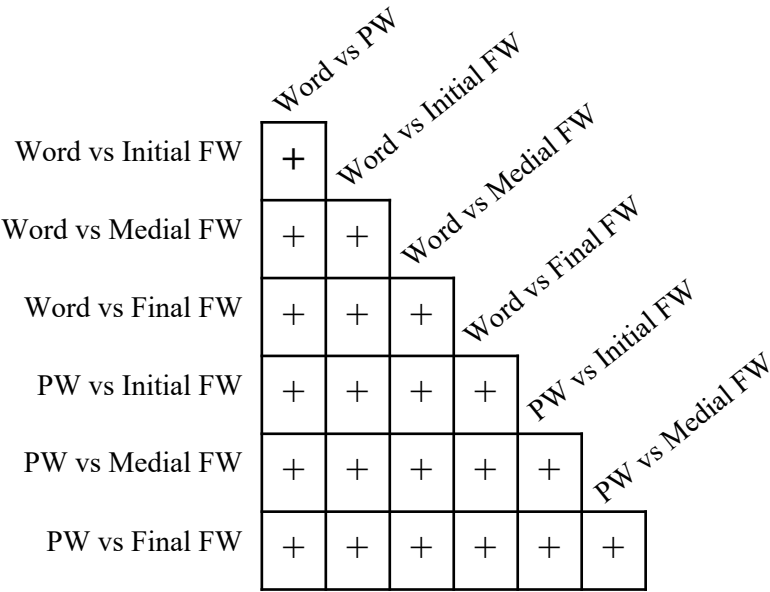 Word vs PW
Word vs Initial FW
Word vs Medial FW
Word vs Final FW
PW vs Initial FW
PW vs Medial FW
Word vs Initial FW +
Word vs Medial FW + +
Word vs Final FW + + +
PW vs Initial FW + + + +
PW vs Medial FW + + + + +
PW vs Final FW + + + + + +